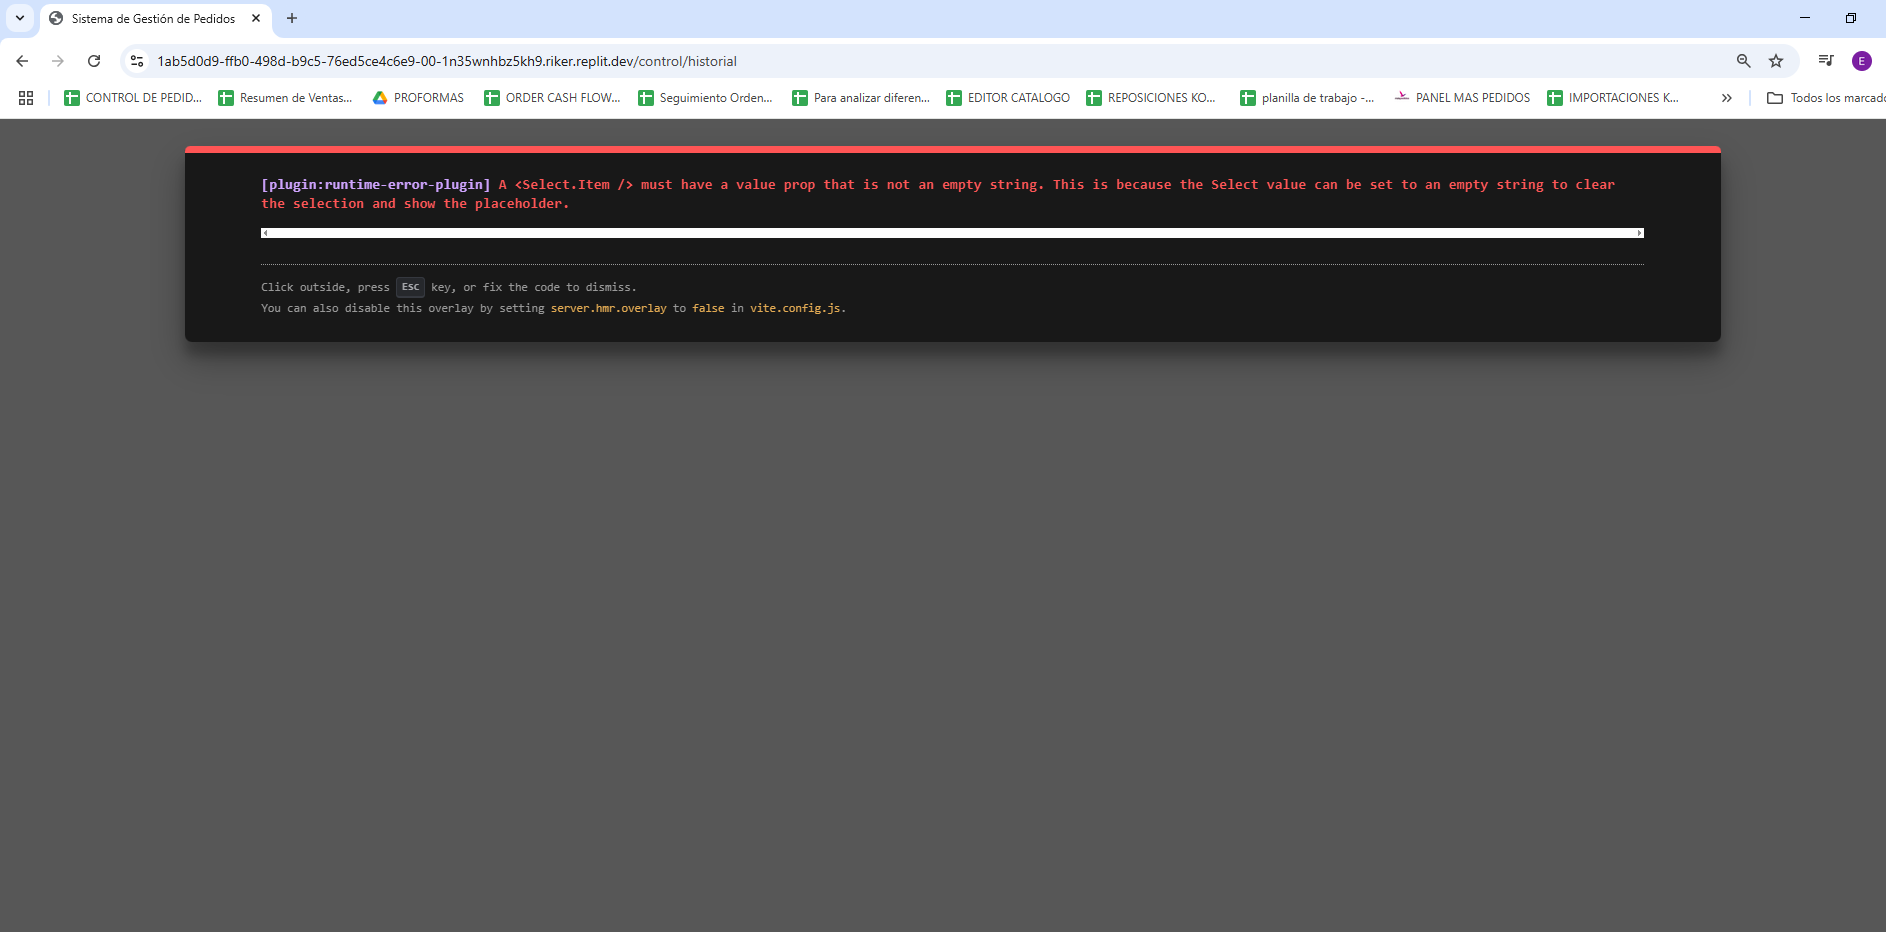 Sistema de Gestión de Pedidos
1ab5d0d9-ffb0-498d-b9c5-76ed5ce4c6e9-00-1n35wnhbz5kh9.riker.replit.dev/control/historial
E
CONTROL DE PEDID... Resumen de Ventas... PROFORMAS ORDER CASH FLOW... Seguimiento Orden... Para analizar diferen... EDITOR CATALOGO REPOSICIONES KO... planilla de trabajo -... PANEL MAS PEDIDOS IMPORTACIONES K... Todos los marcado
[plugin:runtime-error-plugin] A <Select.Item /> must have a value prop that is not an empty string. This is because the Select value can be set to an empty string to clear
the selection and show the placeholder.
Click outside, press Esc key, or fix the code to dismiss.
You can also disable this overlay by setting server.hmr.overlay to false in vite.config.js.